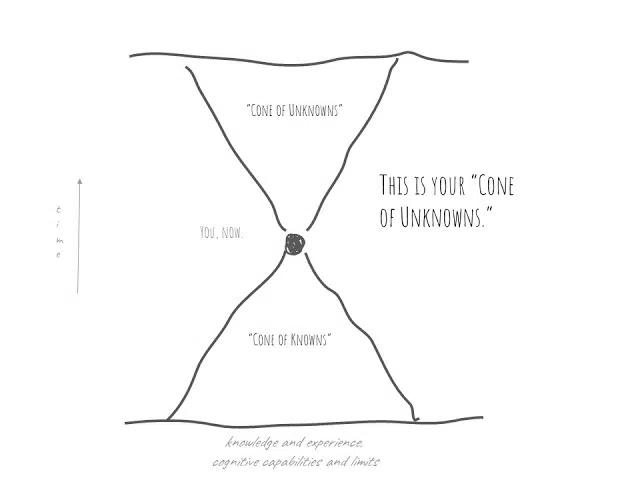 "Cone of Unknowns"
This is your "Cone
of Unknowns."
time
You, now.
"Cone of Knowns"
knowledge and experience,
cognitive capabilities and limits